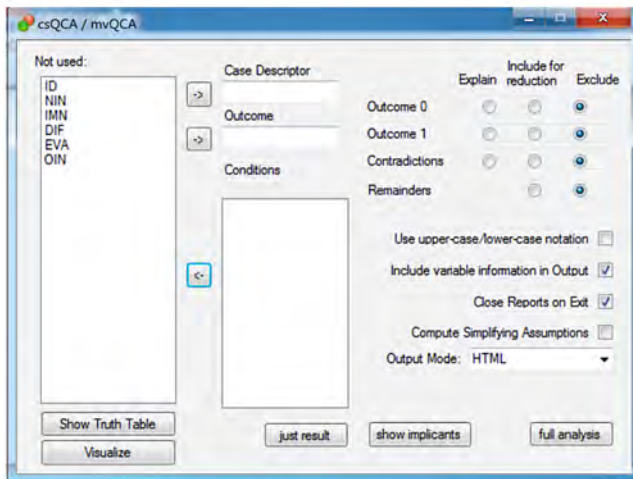 csQCA / mvQCA
Not used:
ID
NIN
IMN
DIF
EVA
OIN
->
->
<-
Case Descriptor
Outcome
Conditions
Explain
Include for
reduction
Exclude
Outcome 0
Outcome 1
Contradictions
Remainders
Use upper-case/lower-case notation
Include variable information in Output
Close Reports on Exit
Compute Simplifying Assumptions
Output Mode: HTML
Show Truth Table
Visualize
just result
show implicants
full analysis